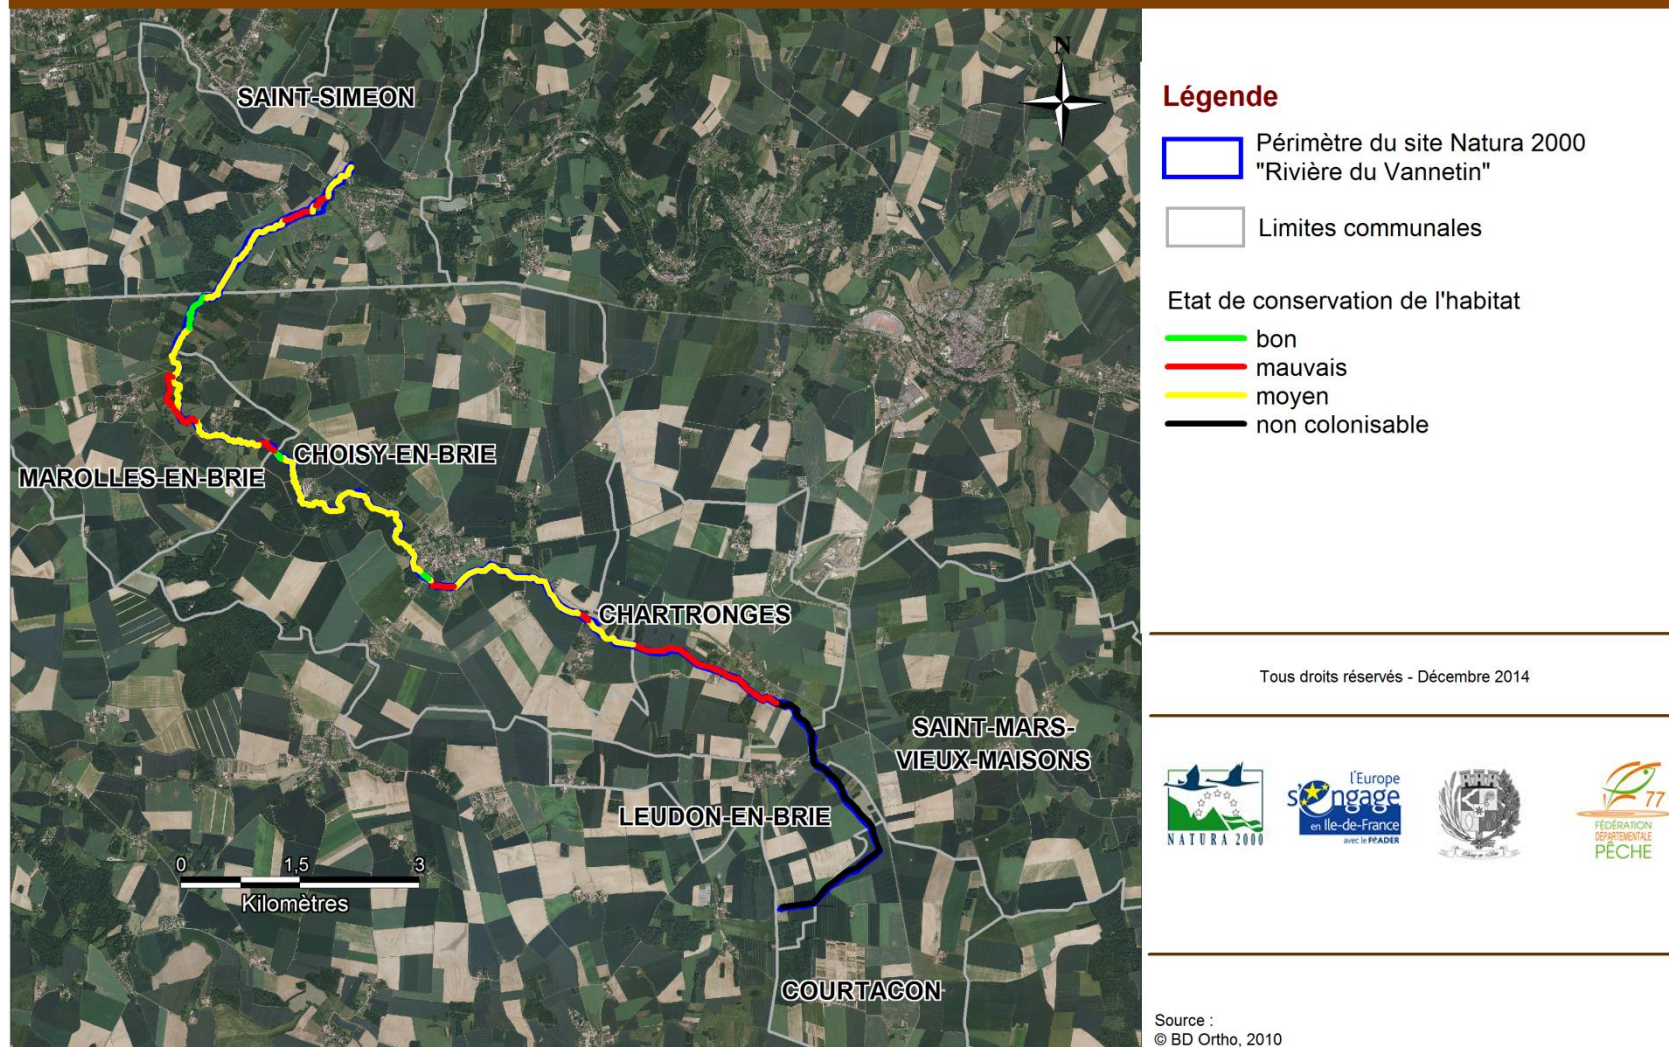 N
SAINT-SIMEON
CHOISY-EN-BRIE
MAROLLES-EN-BRIE
CHARTRONGES
SAINT-MARS-
VIEUX-MAISONS
LEUDON-EN-BRIE
COURTACON
0 1,5 3
Kilomètres
Légende
Périmètre du site Natura 2000
"Rivière du Vannetin"
Limites communales
Etat de conservation de l'habitat
bon
mauvais
moyen
non colonisable
Tous droits réservés - Décembre 2014
NATURA 2000
l'Europe
s'engage
en Ile-de-France
avec le FEADER
77
FÉDÉRATION
DÉPARTEMENTALE
PÊCHE
Source :
© BD Ortho, 2010